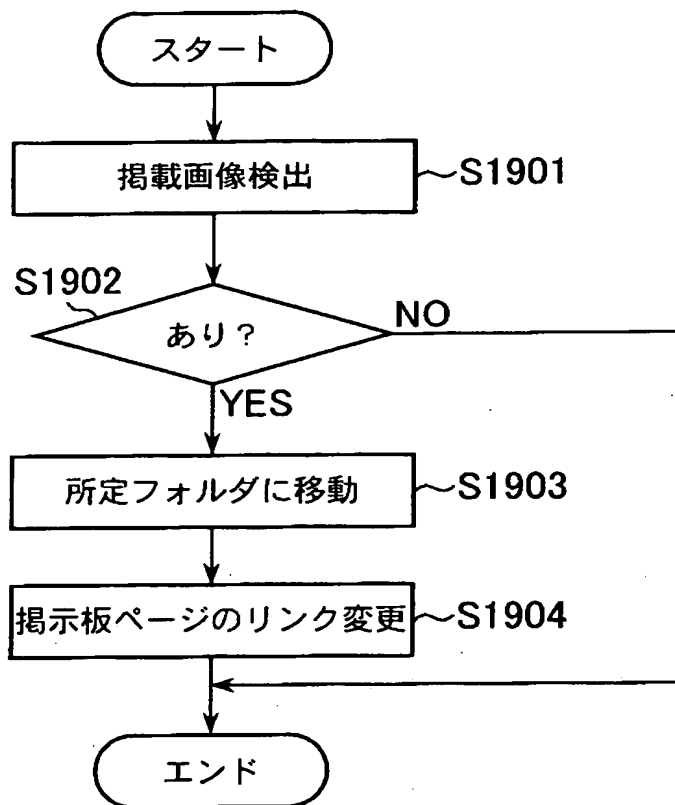 スタート
掲載画像検出
S1901
S1902
あり?
NO
YES
所定フォルダに移動
S1903
掲示板ページのリンク変更
S1904
エンド